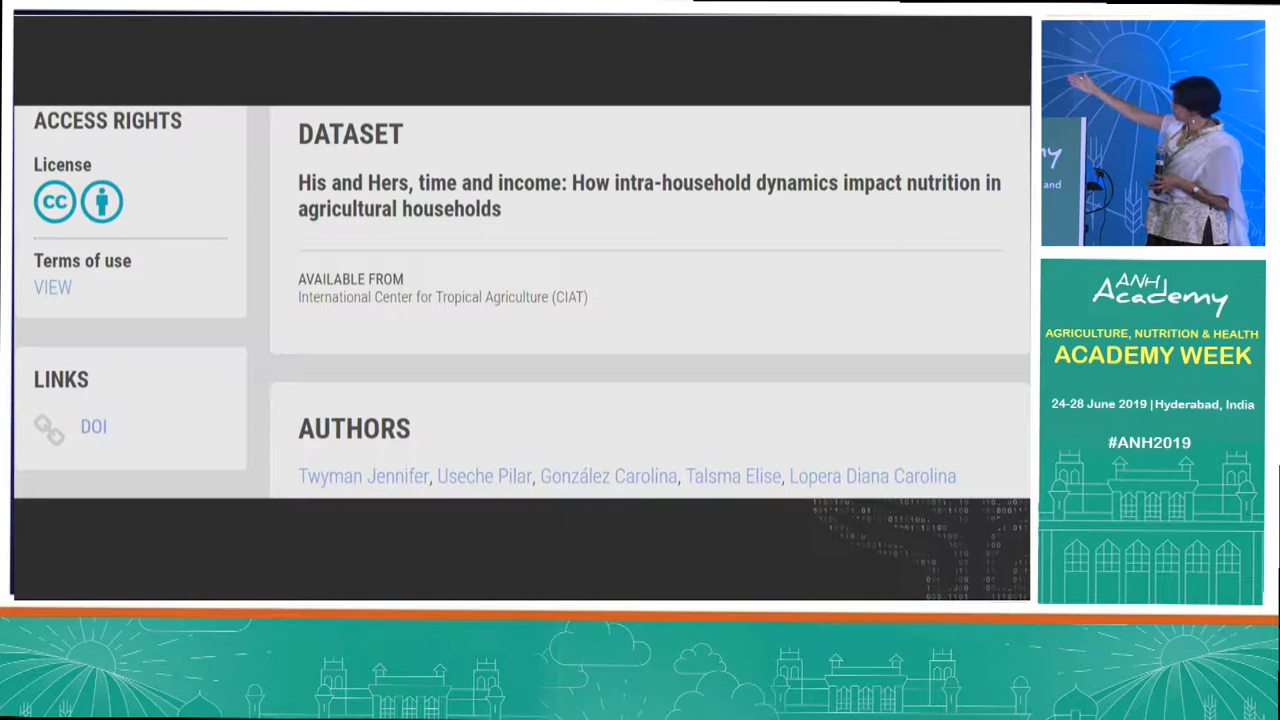 ACCESS RIGHTS
License
CC
Terms of use
VIEW
LINKS
DOI
DATASET
His and Hers, time and income: How intra-household dynamics impact nutrition in
agricultural households
AVAILABLE FROM
International Center for Tropical Agriculture (CIAT)
AUTHORS
Twyman Jennifer, Useche Pilar, González Carolina, Talsma Elise, Lopera Diana Carolina
my
and
ANH
Academy
AGRICULTURE, NUTRITION & HEALTH
ACADEMY WEEK
24-28 June 2019 | Hyderabad, India
#ANH2019